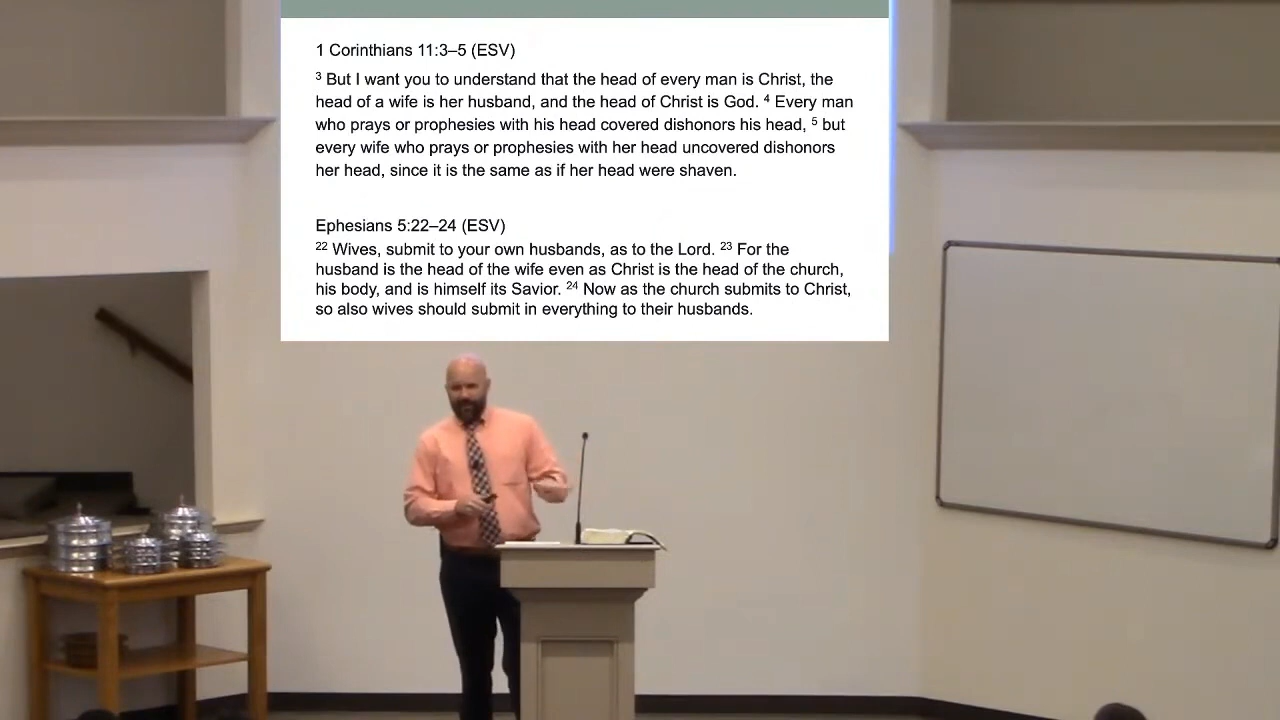 1 Corinthians 11:3–5 (ESV)
3 But I want you to understand that the head of every man is Christ, the
head of a wife is her husband, and the head of Christ is God. 4 Every man
who prays or prophesies with his head covered dishonors his head, 5 but
every wife who prays or prophesies with her head uncovered dishonors
her head, since it is the same as if her head were shaven.
Ephesians 5:22–24 (ESV)
22 Wives, submit to your own husbands, as to the Lord. 23 For the
husband is the head of the wife even as Christ is the head of the church,
his body, and is himself its Savior. 24 Now as the church submits to Christ,
so also wives should submit in everything to their husbands.